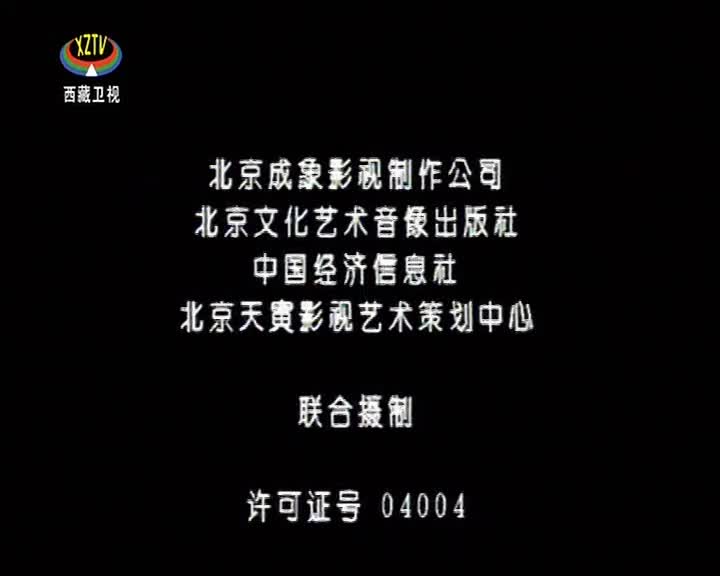 XZTV
西藏卫视
北京成象影视制作公司
北京文化艺术音像出版社
中国经济信息社
北京天寅影视艺术策划中心
联合摄制
许可证号 04004